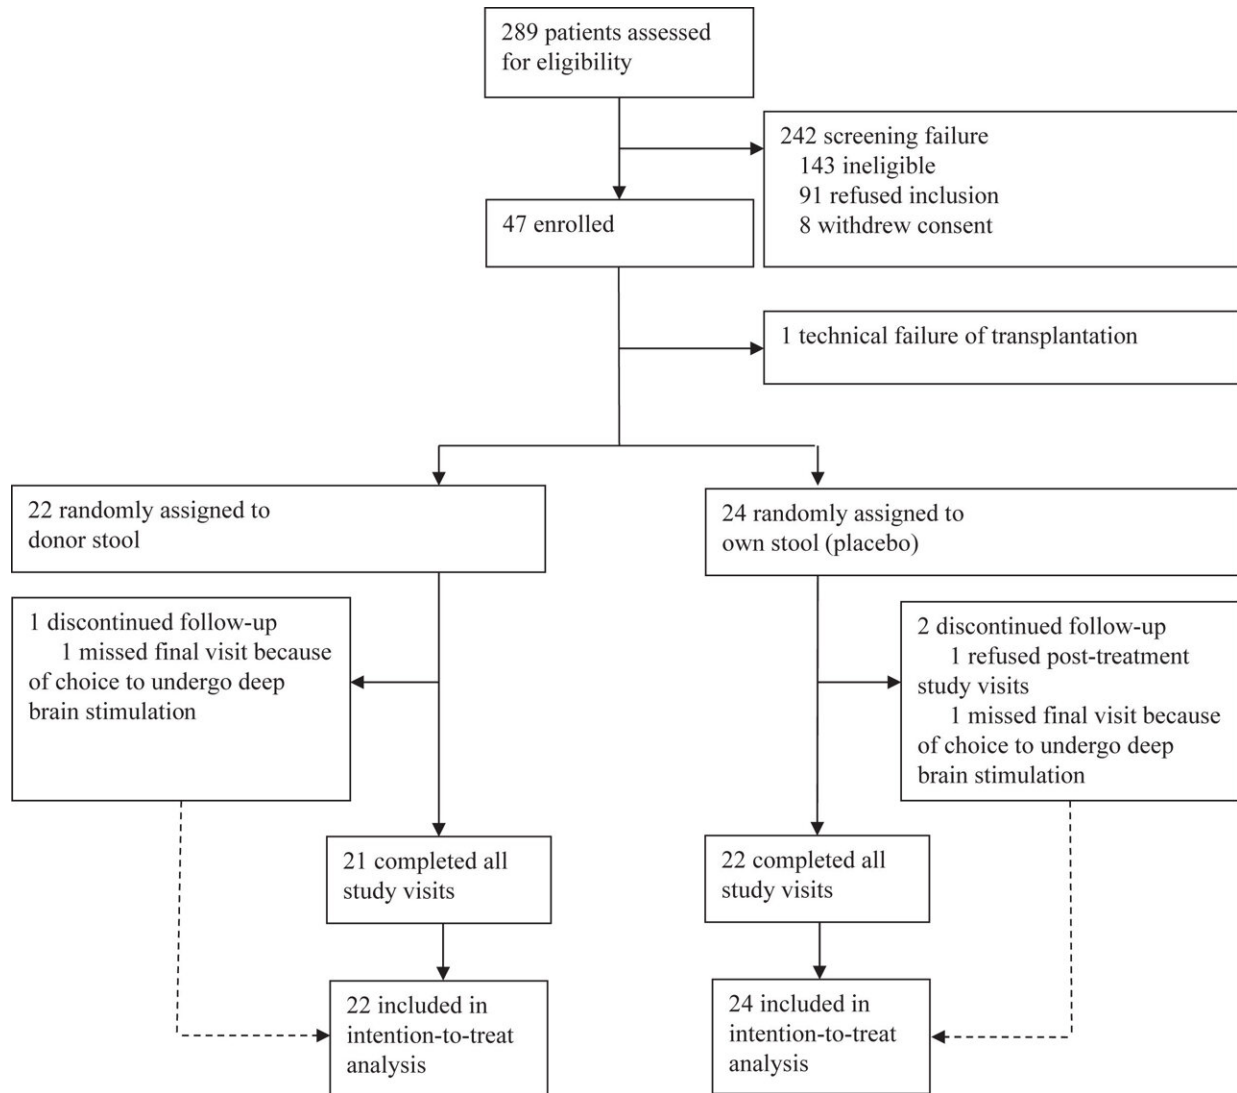 289 patients assessed
for eligibility
242 screening failure
143 ineligible
91 refused inclusion
8 withdrew consent
47 enrolled
1 technical failure of transplantation
22 randomly assigned to
donor stool
24 randomly assigned to
own stool (placebo)
1 discontinued follow-up
1 missed final visit because
of choice to undergo deep
brain stimulation
2 discontinued follow-up
1 refused post-treatment
study visits
1 missed final visit because
of choice to undergo deep
brain stimulation
21 completed all
study visits
22 completed all
study visits
22 included in
intention-to-treat
analysis
24 included in
intention-to-treat
analysis